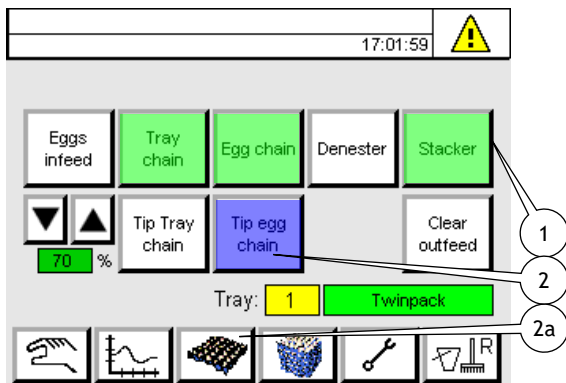 17:01:59
Eggs infeed
Tray chain
Egg chain
Denester
Stacker
1
70 %
Tip Tray chain
Tip egg chain
Clear outfeed
2
Tray: 1 Twinpack
2a
R